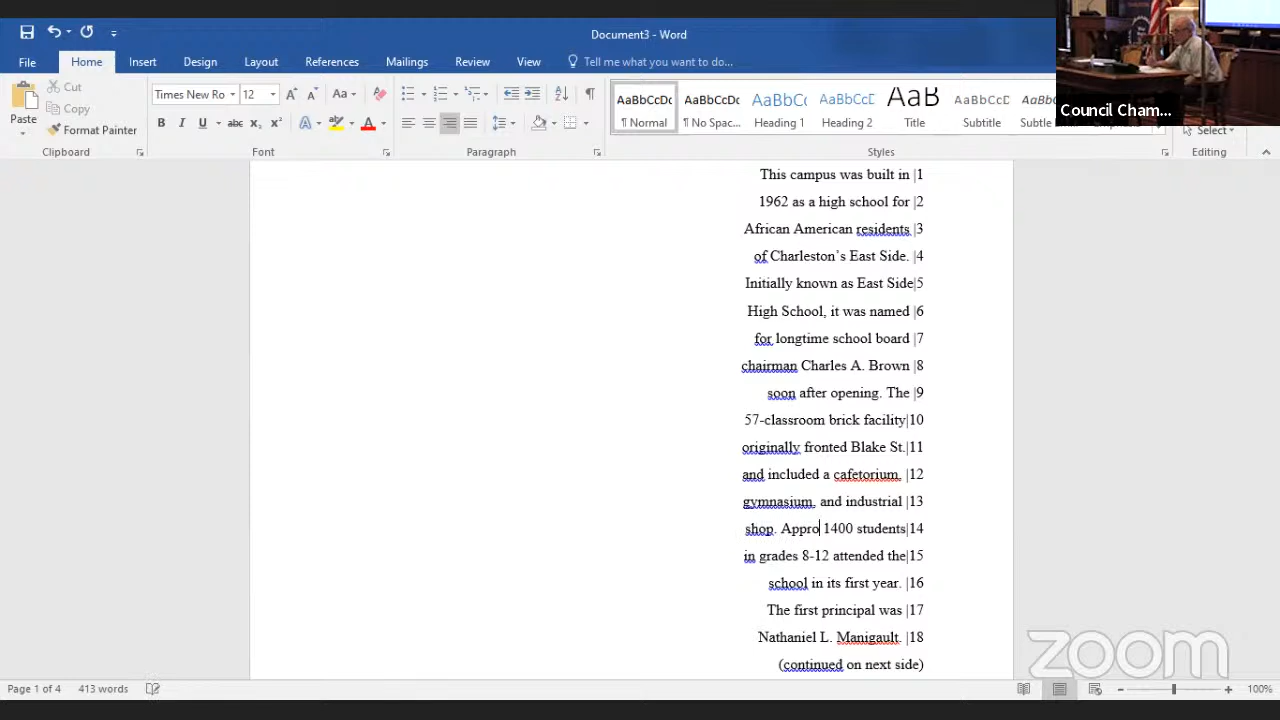 Document3 - Word
File Home Insert Design Layout References Mailings Review View Tell me what you want to do...
Cut
Copy
Format Painter
Paste
Times New Ro 12
Aa
AaBbCcDc AaBbCcDc AaBbCc AaBbCcD AaB AaBbCcD
¶ Normal ¶ No Spac... Heading 1 Heading 2 Title Subtitle
Select
Clipboard Font Paragraph Styles Editing
Council Cham...
This campus was built in |1
1962 as a high school for |2
African American residents |3
of Charleston’s East Side. |4
Initially known as East Side|5
High School, it was named |6
for longtime school board |7
chairman Charles A. Brown |8
soon after opening. The |9
57-classroom brick facility|10
originally fronted Blake St.|11
and included a cafetorium, |12
gymnasium, and industrial |13
shop. Appro 1400 students|14
in grades 8-12 attended the|15
school in its first year. |16
The first principal was |17
Nathaniel L. Manigault. |18
(continued on next side)
zoom
Page 1 of 4 413 words 100%